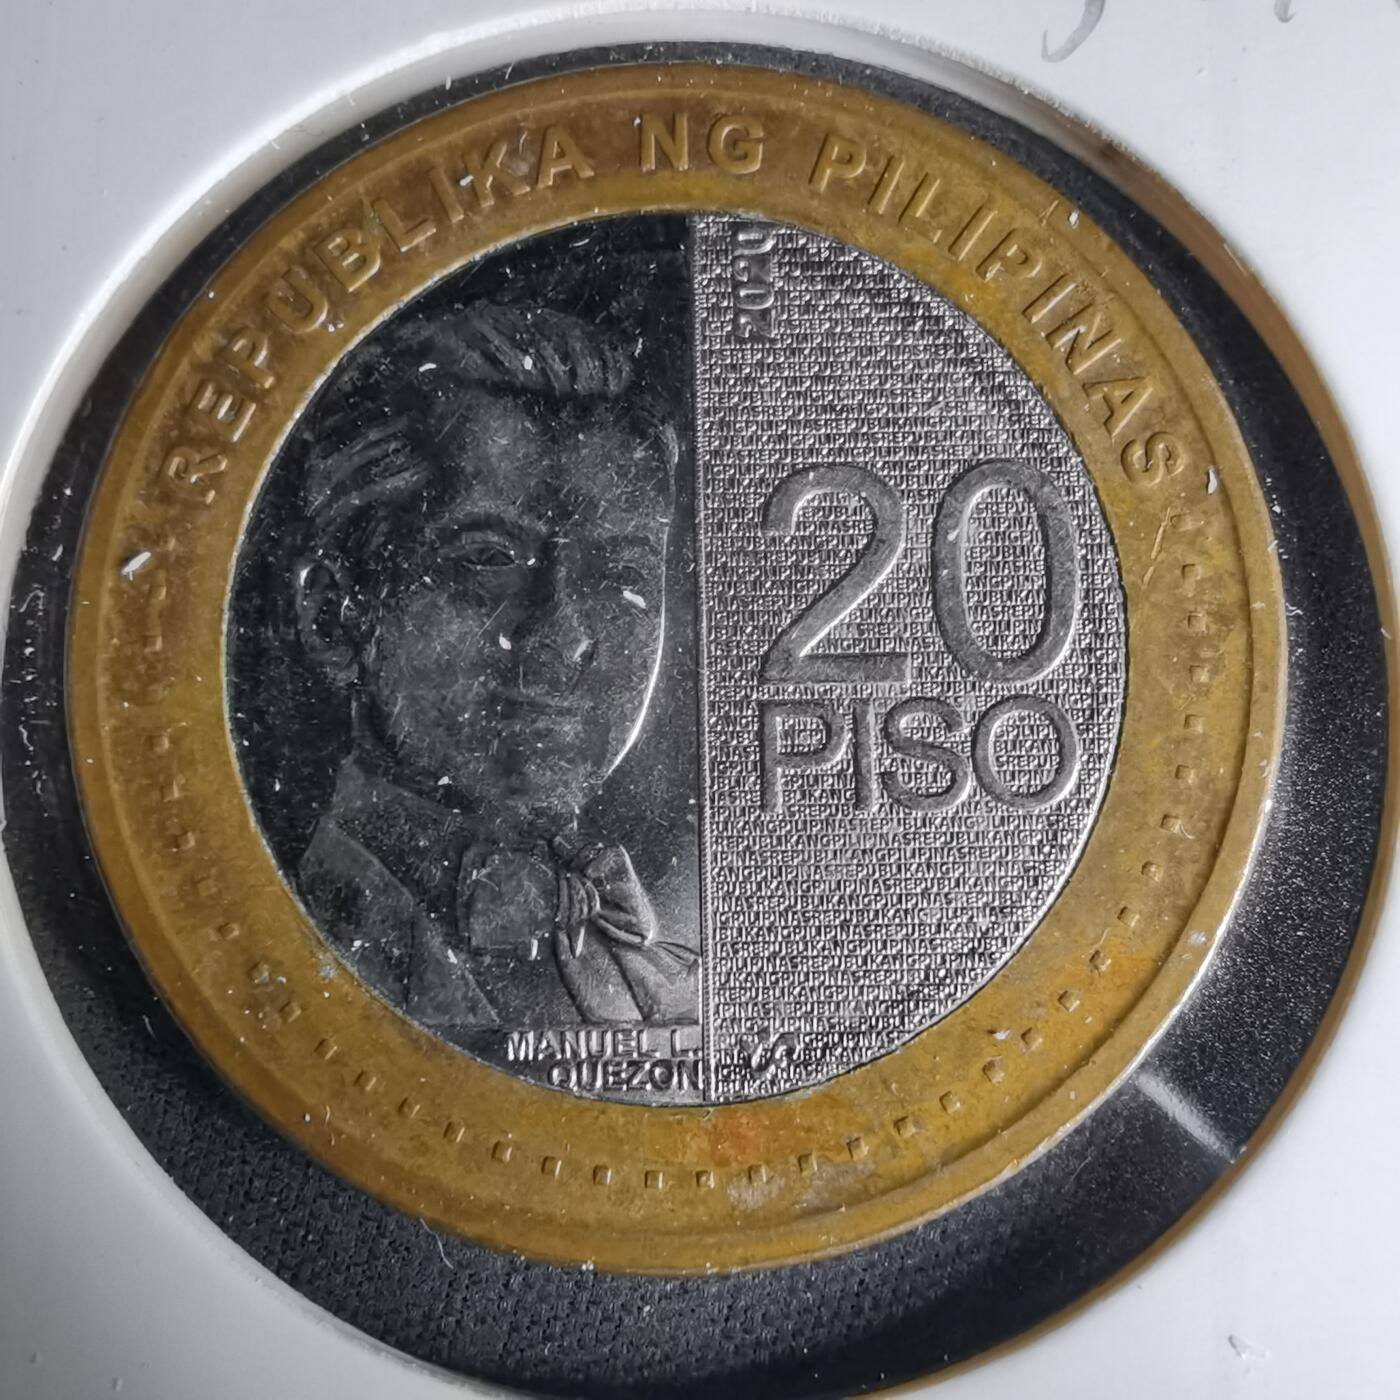 REPUBLIKA NG PILIPINAS
2020
20
PISO
MANUEL L.
QUEZON